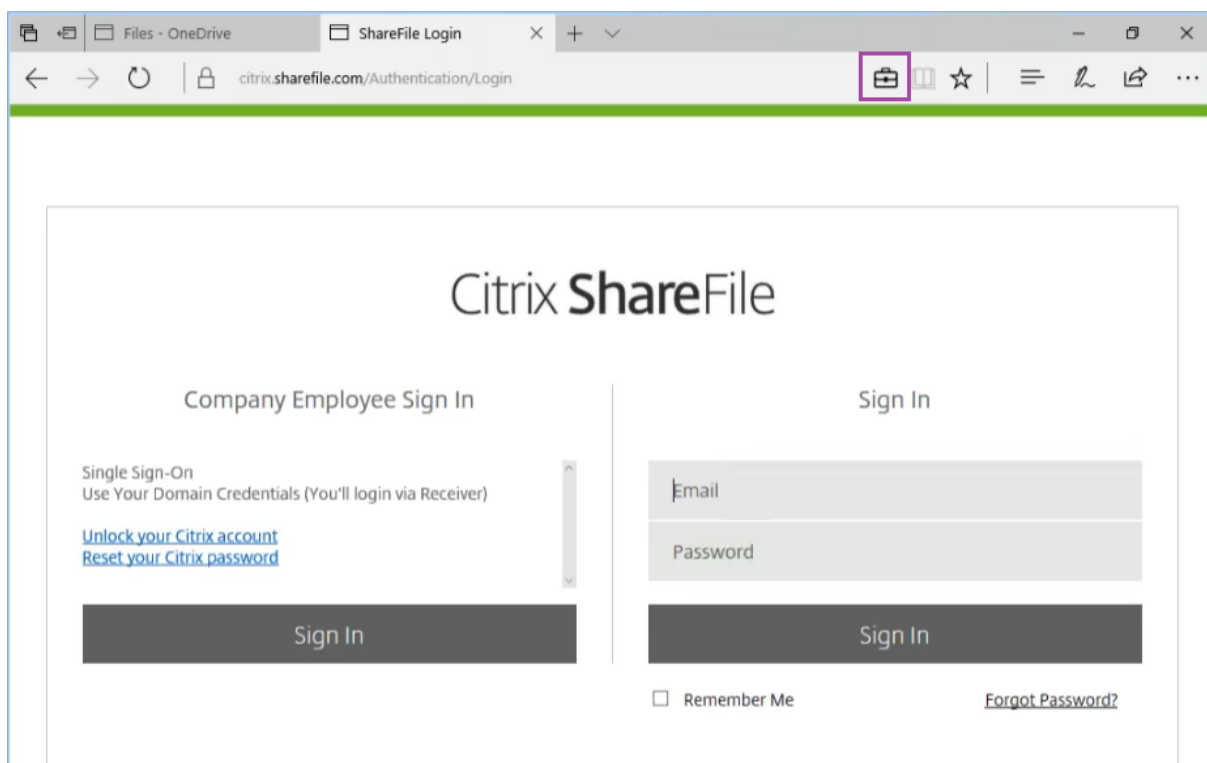 Files - OneDrive
ShareFile Login
citrix.sharefile.com/Authentication/Login
Citrix ShareFile
Company Employee Sign In
Single Sign-On
Use Your Domain Credentials (You'll login via Receiver)
Unlock your Citrix account
Reset your Citrix password
Sign In
Sign In
Email
Password
Sign In
Remember Me
Forgot Password?